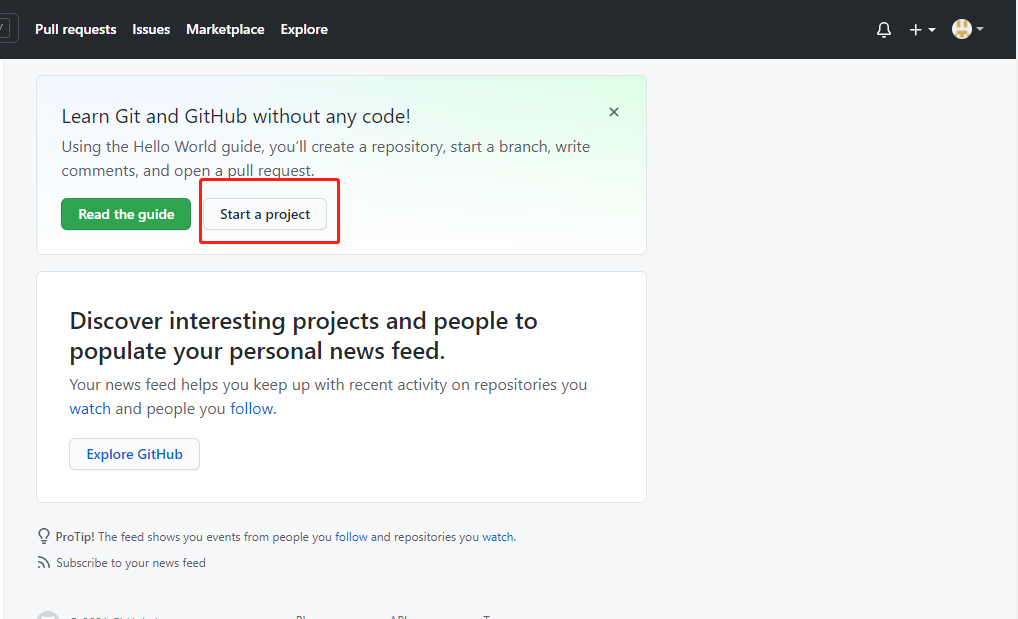 Pull requests Issues Marketplace Explore
Learn Git and GitHub without any code!
Using the Hello World guide, you’ll create a repository, start a branch, write
comments, and open a pull request.
Read the guide Start a project
Discover interesting projects and people to
populate your personal news feed.
Your news feed helps you keep up with recent activity on repositories you
watch and people you follow.
Explore GitHub
ProTip! The feed shows you events from people you follow and repositories you watch.
Subscribe to your news feed